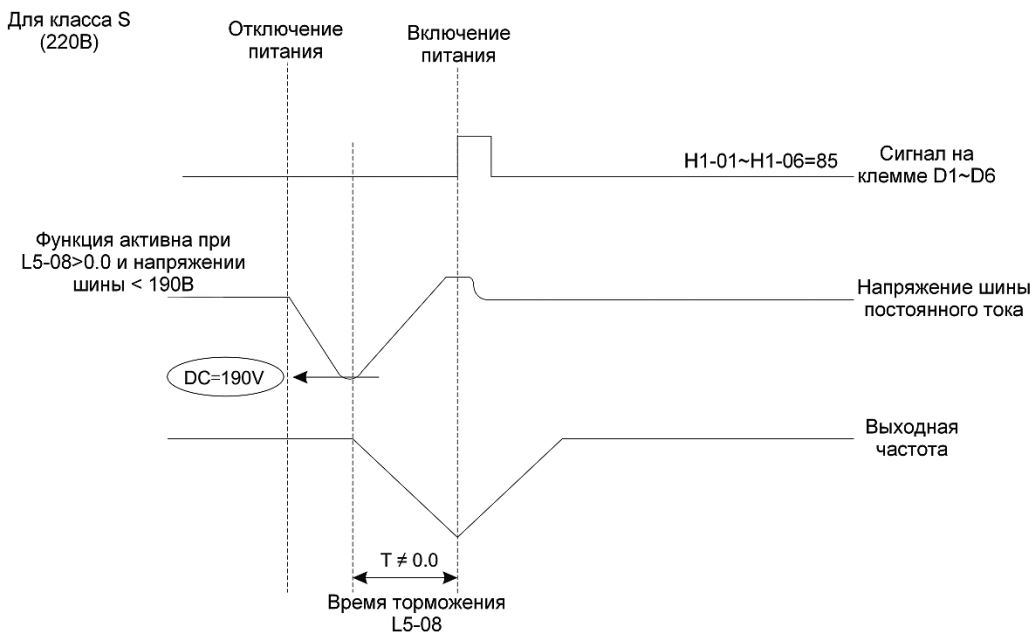 Для класса S
(220В)
Отключение
питания
Включение
питания
H1-01~H1-06=85
Сигнал на
клемме D1~D6
Функция активна при
L5-08>0.0 и напряжении
шины < 190В
Напряжение шины
постоянного тока
DC=190V
Выходная
частота
T ≠ 0.0
Время торможения
L5-08